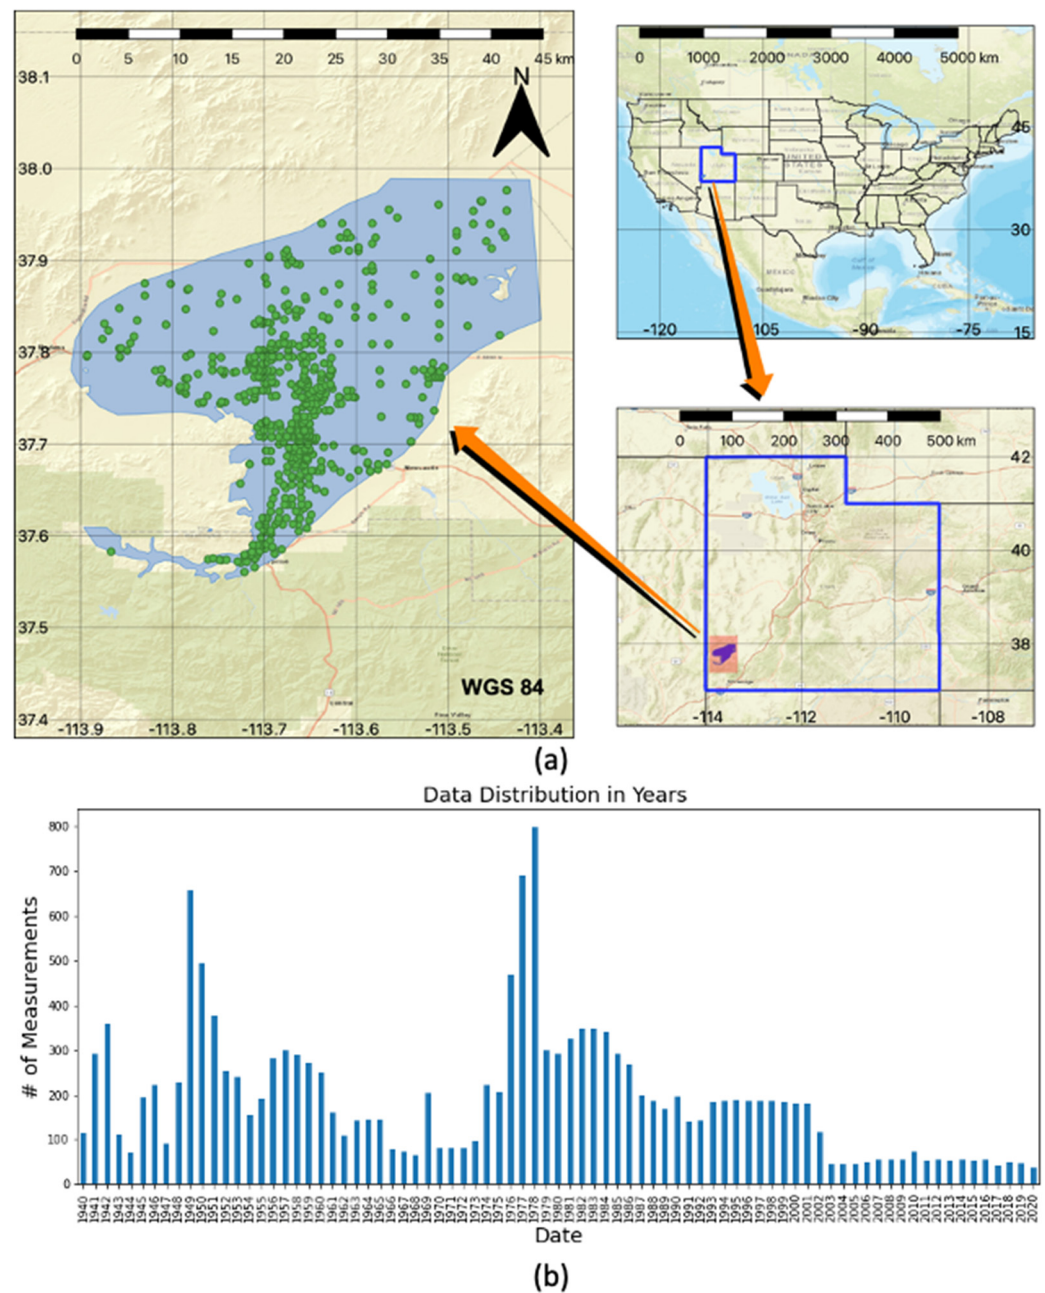 0 5 10 15 20 25 30 35 40 45 km
N
38.1
38.0
37.9
37.8
37.7
37.6
37.5
37.4
Newcastle
Central
WGS 84
-113.9 -113.8 -113.7 -113.6 -113.5 -113.4
0 1000 2000 3000 4000 5000 km
UNITED
STATES
MÉXICO
45
30
15
-120 -105 -90 -75
0 100 200 300 400 500 km
42
40
38
-114 -112 -110 -108
(a)
Data Distribution in Years
# of Measurements
800
700
600
500
400
300
200
100
0
1940 1941 1942 1943 1944 1945 1946 1947 1948 1949 1950 1951 1952 1953 1954 1955 1956 1957 1958 1959 1960 1961 1962 1963 1964 1965 1966 1967 1968 1969 1970 1971 1972 1973 1974 1975 1976 1977 1978 1979 1980 1981 1982 1983 1984 1985 1986 1987 1988 1989 1990 1991 1992 1993 1994 1995 1996 1997 1998 1999 2000 2001 2002 2003 2004 2005 2006 2007 2008 2009 2010 2011 2012 2013 2014 2015 2016 2017 2018 2019 2020
Date
(b)